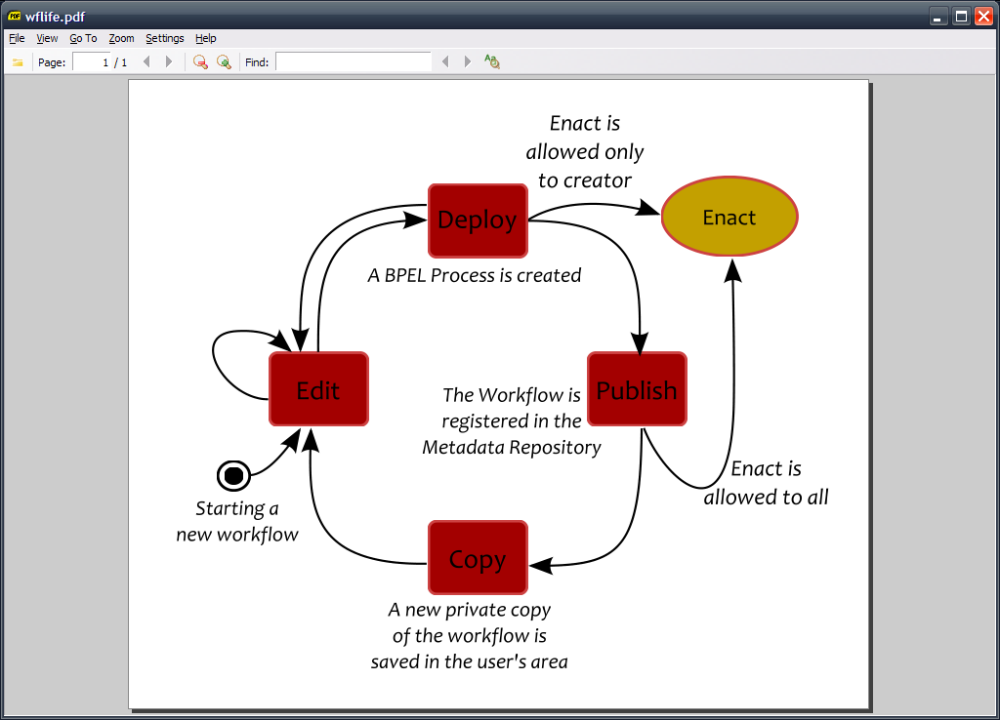 wflife.pdf
File View Go To Zoom Settings Help
Page: 1 / 1 Find:
Enact is
allowed only
to creator
Deploy
Enact
A BPEL Process is created
Edit
Publish
The Workflow is
registered in the
Metadata Repository
Enact is
allowed to all
Starting a
new workflow
Copy
A new private copy
of the workflow is
saved in the user's area